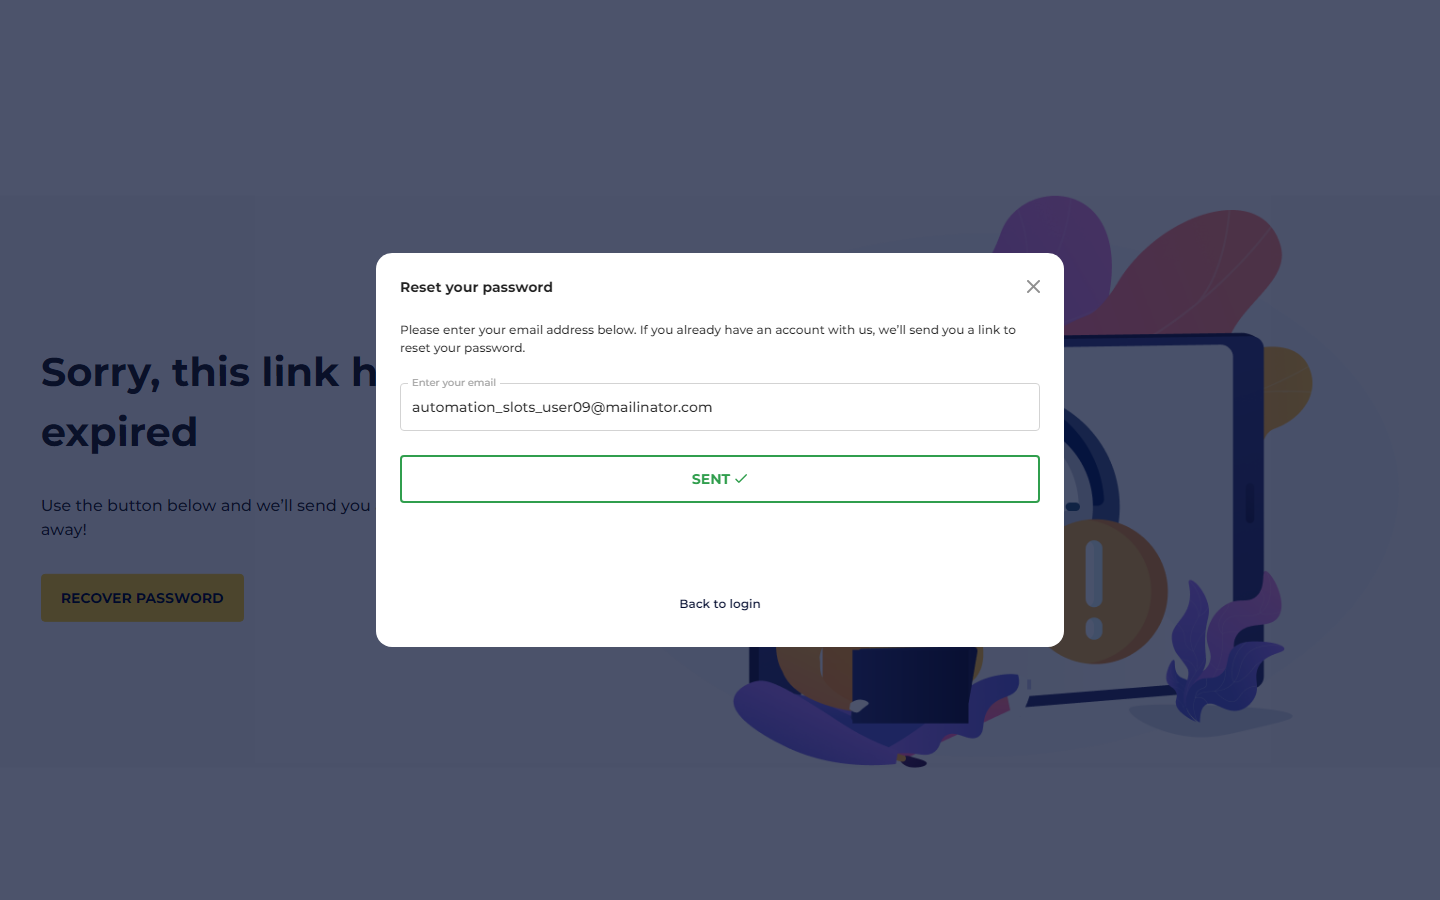 Reset your password
Please enter your email address below. If you already have an account with us, we'll send you a link to
reset your password.
Enter your email
automation_slots_user09@mailinator.com
SENT
Back to login
Sorry, this link
expired
Use the button below and we'll send you
away!
RECOVER PASSWORD